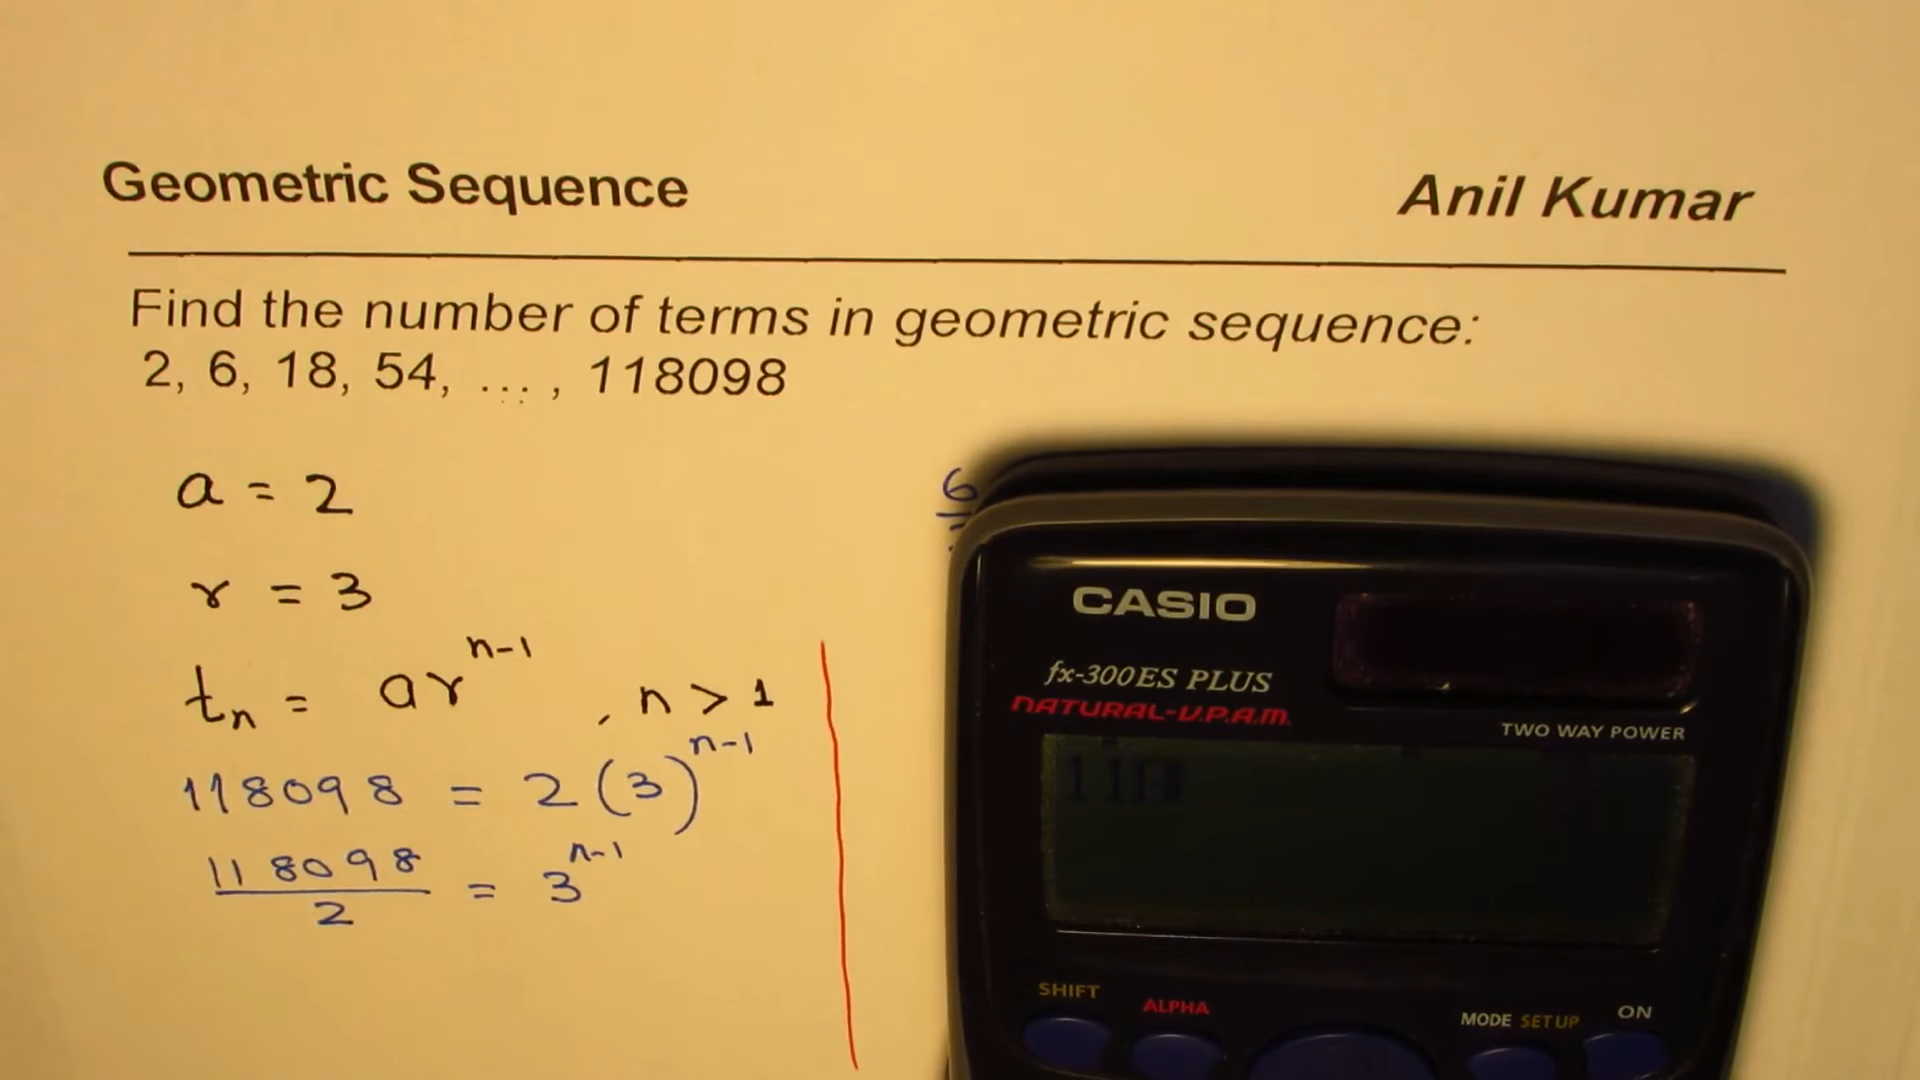 Geometric Sequence
Anil Kumar
Find the number of terms in geometric sequence:
2, 6, 18, 54, ... , 118098
a = 2
r = 3
tn = ar^n-1 , n > 1
118098 = 2 (3)^n-1
118098/2 = 3^n-1
6
CASIO
fx-300ES PLUS
NATURAL-V.P.A.M.
TWO WAY POWER
SHIFT
ALPHA
MODE SETUP
ON